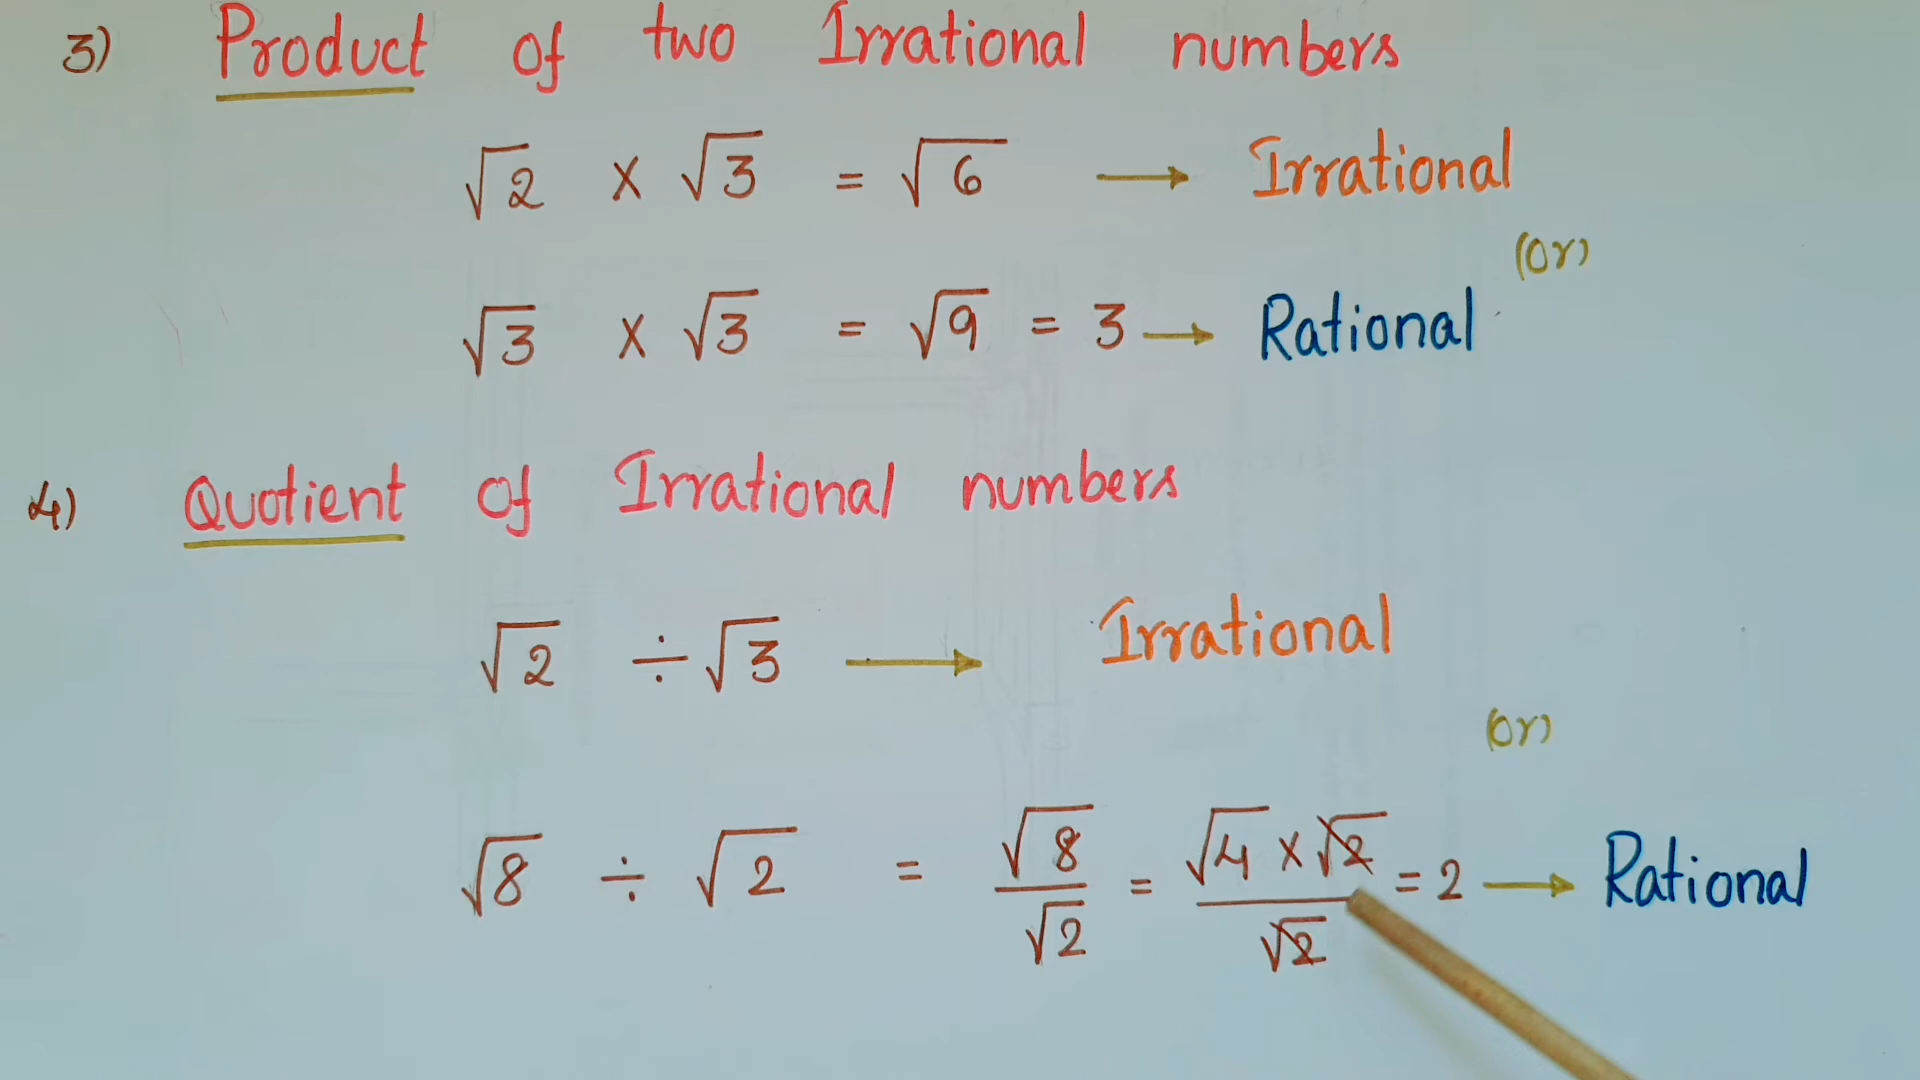 3) Product of two Irrational numbers
√2 x √3 = √6 → Irrational
(or)
√3 x √3 = √9 = 3 → Rational
4) Quotient of Irrational numbers
√2 ÷ √3 → Irrational
(or)
√8 ÷ √2 = √8/√2 = √4 x √2/√2 = 2 → Rational